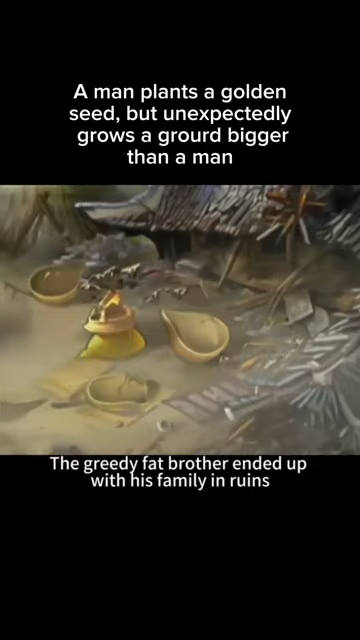 A man plants a golden
seed, but unexpectedly
grows a grourd bigger
than a man
The greedy fat brother ended up
with his family in ruins